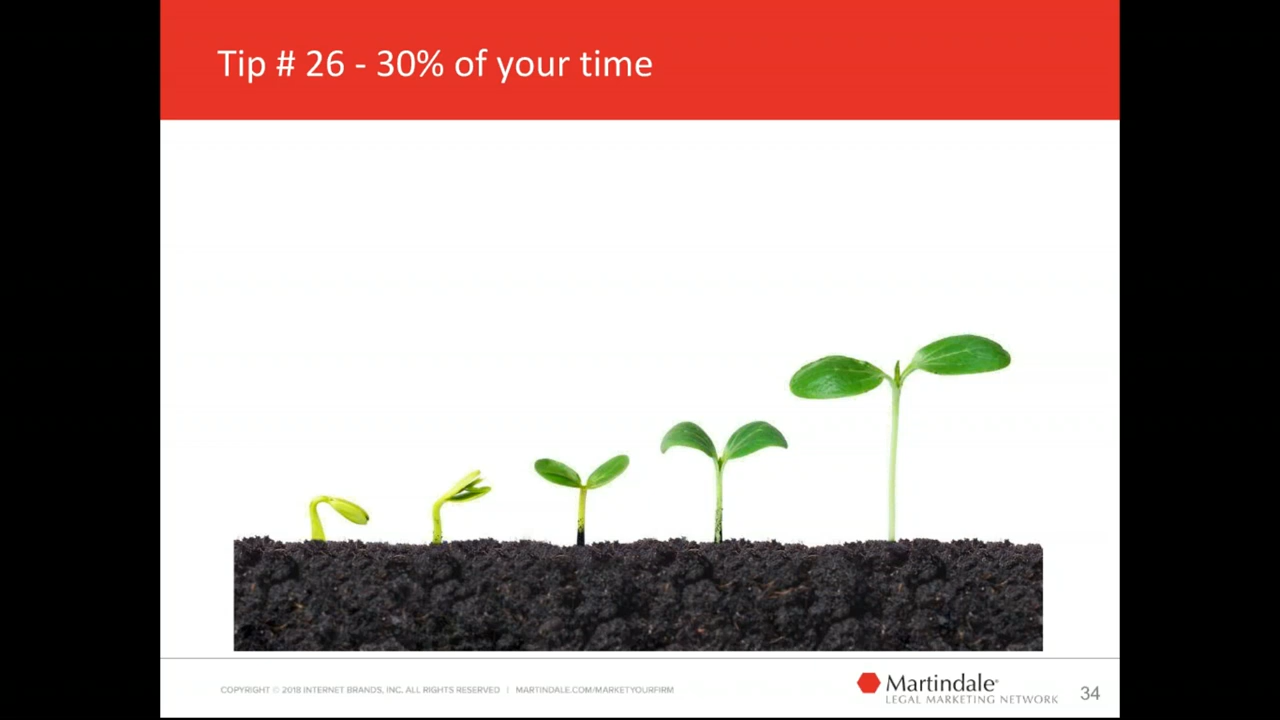 Tip # 26 - 30% of your time
COPYRIGHT © 2018 INTERNET BRANDS, INC. ALL RIGHTS RESERVED | MARTINDALE.COM/MARKETYOURFIRM
Martindale®
LEGAL MARKETING NETWORK
34